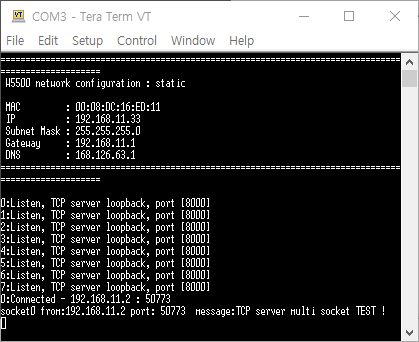 COM3 - Tera Term VT
File Edit Setup Control Window Help
====================================================================
=================
W5500 network configuration : static
MAC : 00:08:DC:16:ED:11
IP : 192.168.11.33
Subnet Mask : 255.255.255.0
Gateway : 192.168.11.1
DNS : 168.126.63.1
====================================================================
=================
0:Listen, TCP server loopback, port [8000]
1:Listen, TCP server loopback, port [8000]
2:Listen, TCP server loopback, port [8000]
3:Listen, TCP server loopback, port [8000]
4:Listen, TCP server loopback, port [8000]
5:Listen, TCP server loopback, port [8000]
6:Listen, TCP server loopback, port [8000]
7:Listen, TCP server loopback, port [8000]
0:Connected - 192.168.11.2 : 50773
socket0 from:192.168.11.2 port: 50773 message:TCP server multi socket TEST !